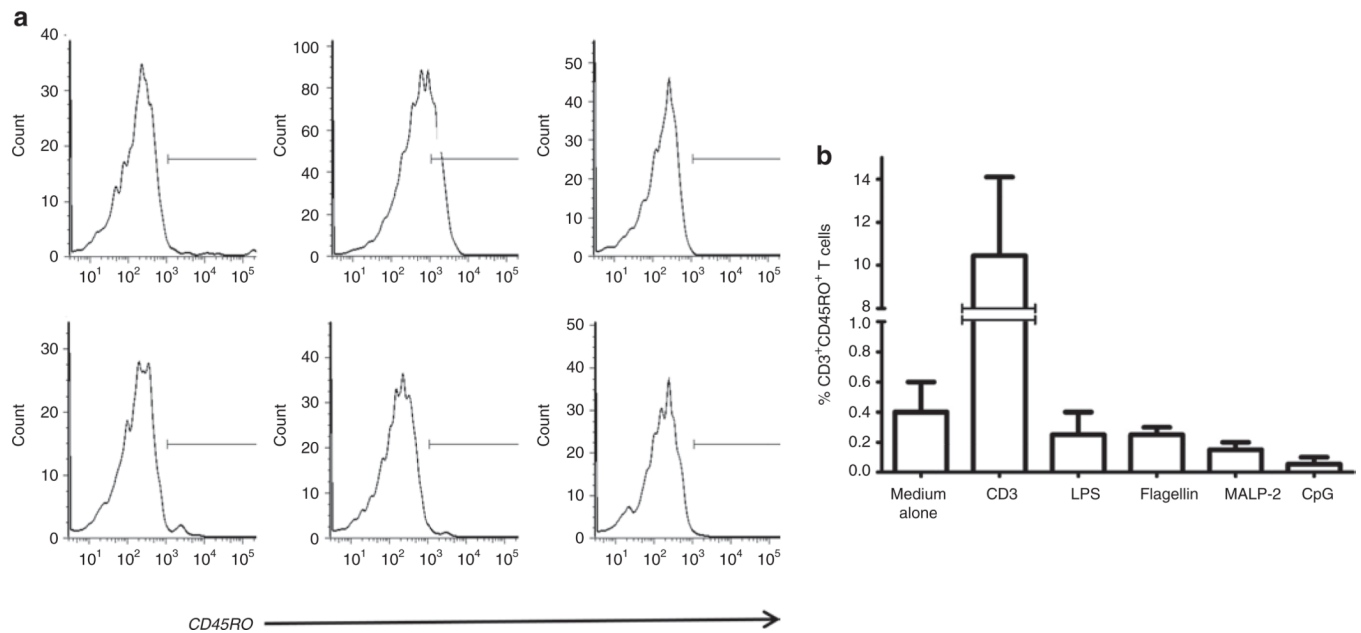 a
40
30
20
10
0
Count
10¹ 10² 10³ 10⁴ 10⁵
100
80
60
40
20
0
Count
10¹ 10² 10³ 10⁴ 10⁵
50
40
30
20
10
0
Count
10¹ 10² 10³ 10⁴ 10⁵
30
20
10
0
Count
10¹ 10² 10³ 10⁴ 10⁵
40
30
20
10
0
Count
10¹ 10² 10³ 10⁴ 10⁵
50
40
30
20
10
0
Count
10¹ 10² 10³ 10⁴ 10⁵
CD45RO
b
% CD3⁺CD45RO⁺ T cells
14
12
10
8
1.0
0.8
0.6
0.4
0.2
0.0
Medium CD3 LPS Flagellin MALP-2 CpG
alone